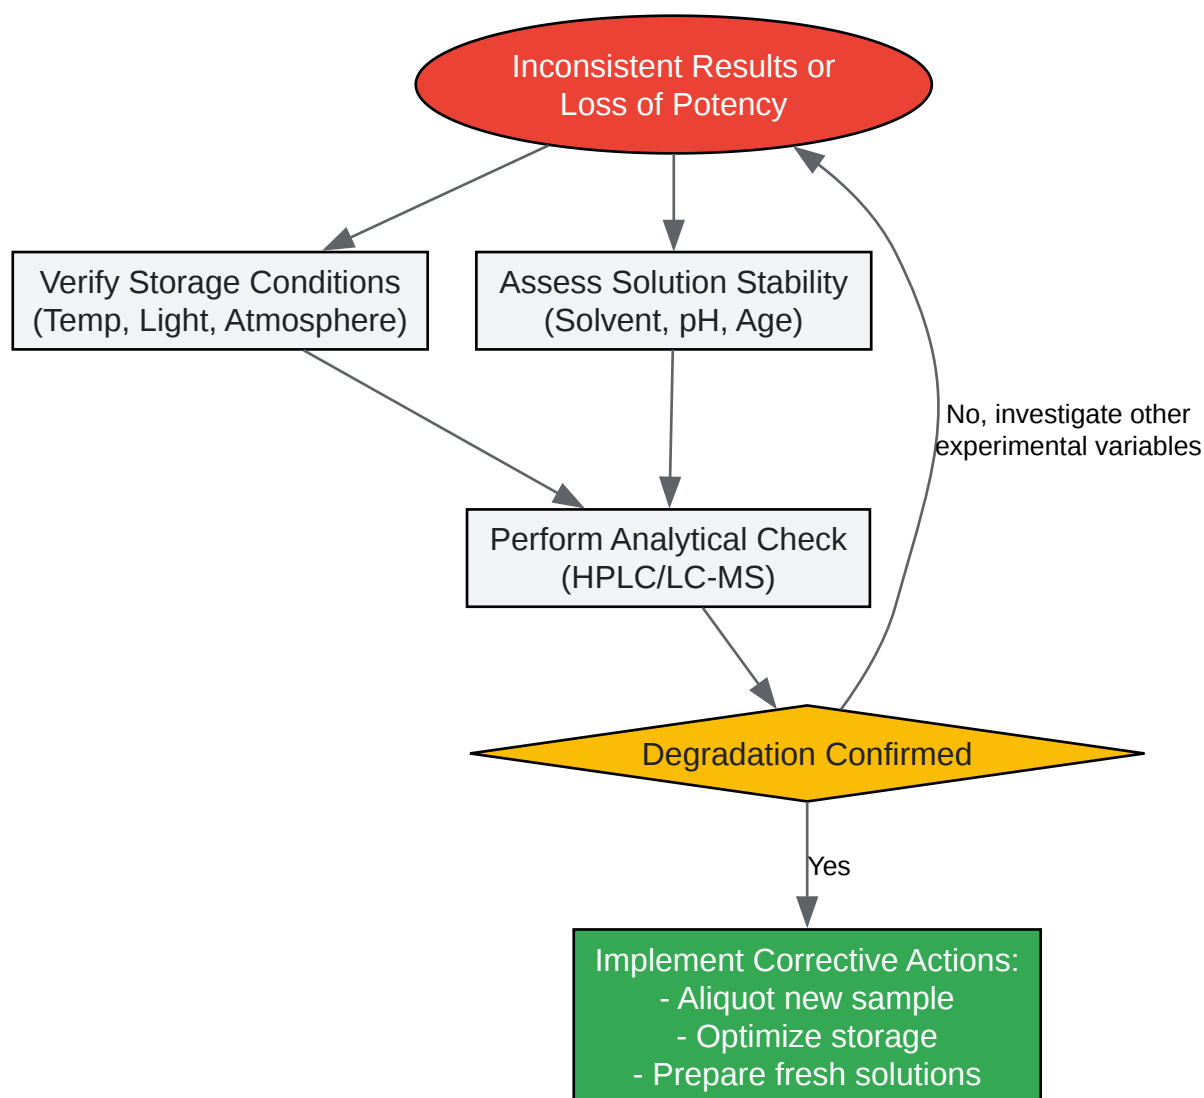 Inconsistent Results or
Loss of Potency
Verify Storage Conditions
(Temp, Light, Atmosphere)
Assess Solution Stability
(Solvent, pH, Age)
No, investigate other
experimental variables
Perform Analytical Check
(HPLC/LC-MS)
Degradation Confirmed
Yes
Implement Corrective Actions:
- Aliquot new sample
- Optimize storage
- Prepare fresh solutions